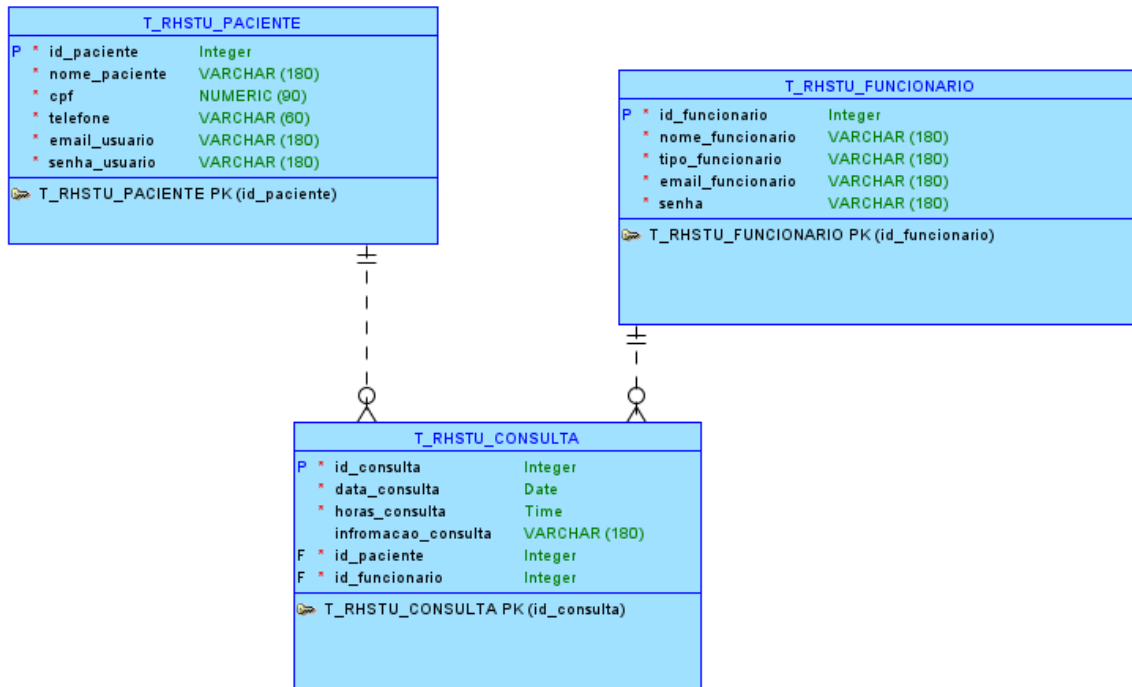 T_RHSTU_PACIENTE
P * id_paciente Integer
* nome_paciente VARCHAR (180)
* cpf NUMERIC (90)
* telefone VARCHAR (60)
* email_usuario VARCHAR (180)
* senha_usuario VARCHAR (180)
T_RHSTU_PACIENTE PK (id_paciente)
T_RHSTU_FUNCIONARIO
P * id_funcionario Integer
* nome_funcionario VARCHAR (180)
* tipo_funcionario VARCHAR (180)
* email_funcionario VARCHAR (180)
* senha VARCHAR (180)
T_RHSTU_FUNCIONARIO PK (id_funcionario)
T_RHSTU_CONSULTA
P * id_consulta Integer
* data_consulta Date
* horas_consulta Time
infromacao_consulta VARCHAR (180)
F * id_paciente Integer
F * id_funcionario Integer
T_RHSTU_CONSULTA PK (id_consulta)